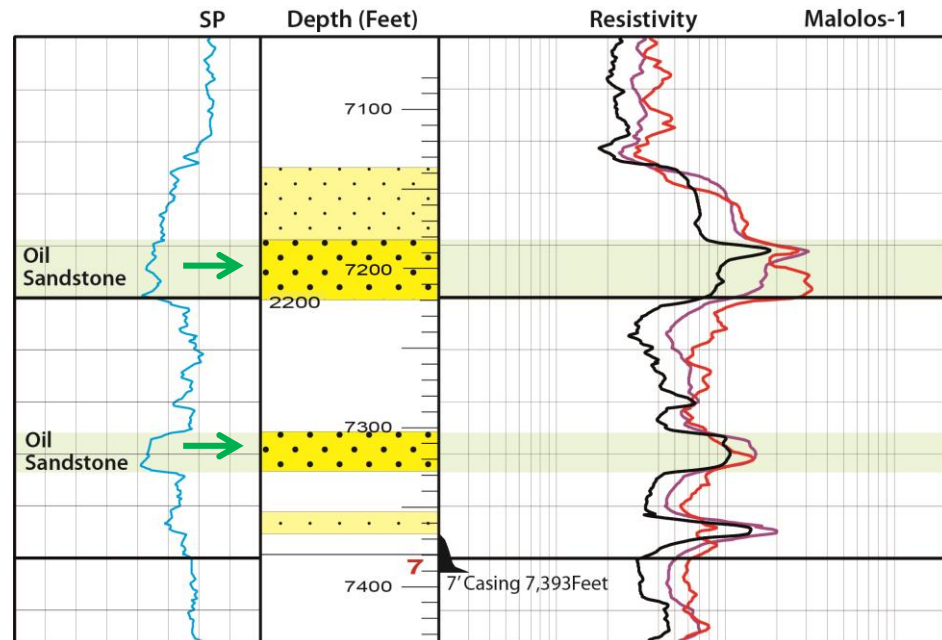 SP Depth (Feet) Resistivity Malolos-1
7100
Oil
Sandstone
7200
2200
7300
Oil
Sandstone
7
7' Casing 7,393Feet
7400